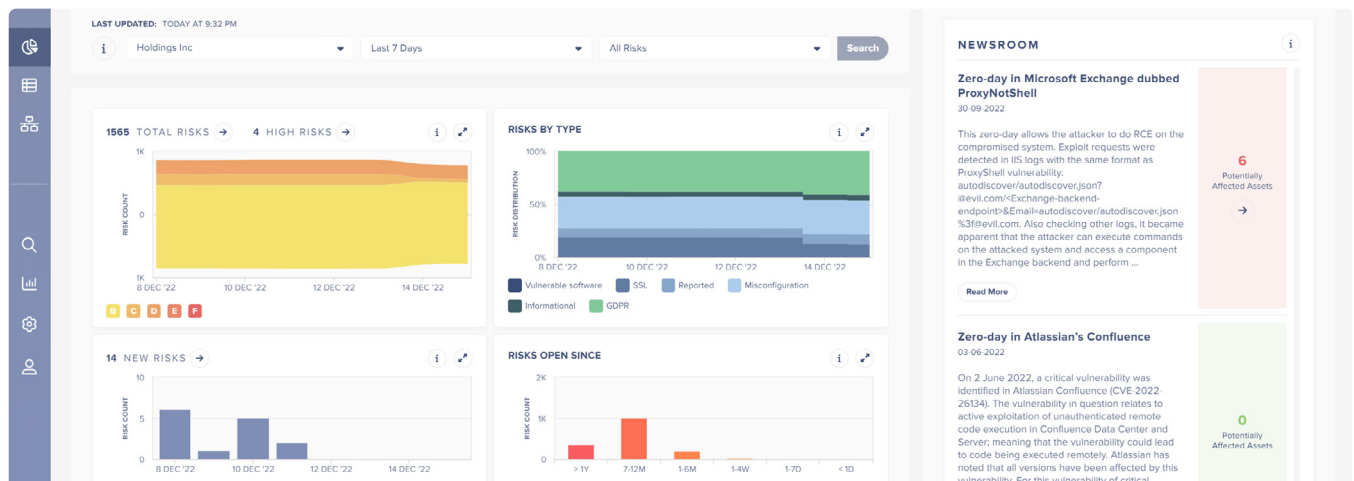 LAST UPDATED: TODAY AT 9:32 PM
i
Holdings Inc
Last 7 Days
All Risks
Search
1565 TOTAL RISKS
4 HIGH RISKS
i
1K
0
1K
RISK COUNT
8 DEC '22
10 DEC '22
12 DEC '22
14 DEC '22
B
C
D
E
F
RISKS BY TYPE
i
100%
50%
0%
RISK DISTRIBUTION
8 DEC '22
10 DEC '22
12 DEC '22
14 DEC '22
Vulnerable software
SSL
Reported
Misconfiguration
Informational
GDPR
14 NEW RISKS
i
10
5
0
RISK COUNT
8 DEC '22
10 DEC '22
12 DEC '22
14 DEC '22
RISKS OPEN SINCE
i
2K
1K
0
RISK COUNT
> 1Y
7-12M
1-6M
1-4W
1-7D
< 1D
NEWSROOM
i
Zero-day in Microsoft Exchange dubbed
ProxyNotShell
30-09-2022
This zero-day allows the attacker to do RCE on the
compromised system. Exploit requests were
detected in IIS logs with the same format as
ProxyShell vulnerability:
autodiscover/autodiscover.json?
@evil.com/<Exchange-backend-
endpoint>&Email=autodiscover/autodiscover.json
%3f@evil.com. Also checking other logs, it became
apparent that the attacker can execute commands
on the attacked system and access a component
in the Exchange backend and perform ...
Read More
6
Potentially
Affected Assets
Zero-day in Atlassian's Confluence
03-06-2022
On 2 June 2022, a critical vulnerability was
identified in Atlassian Confluence (CVE-2022-
26134). The vulnerability in question relates to
active exploitation of unauthenticated remote
code execution in Confluence Data Center and
Server; meaning that the vulnerability could lead
to code being executed remotely. Atlassian has
noted that all versions have been affected by this
vulnerability. For this vulnerability of critical
0
Potentially
Affected Assets